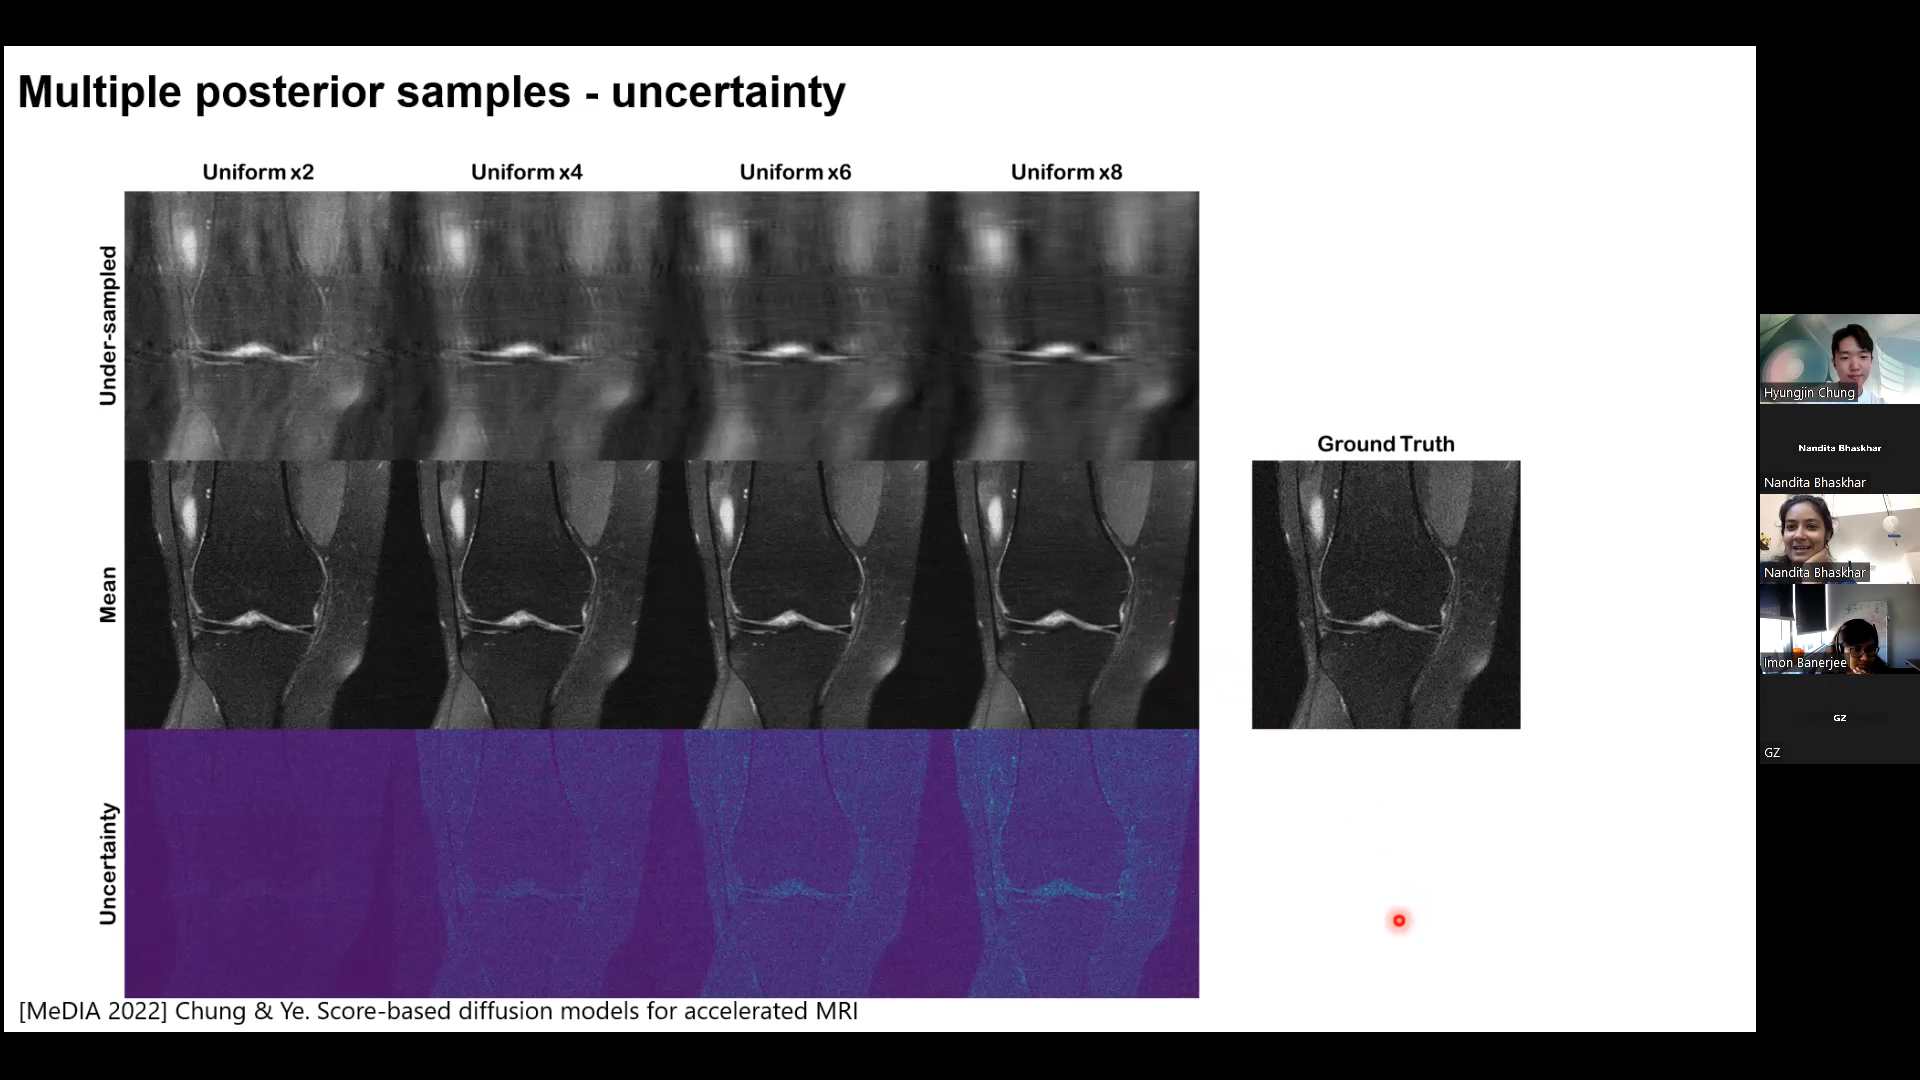 Multiple posterior samples - uncertainty
Uniform x2
Uniform x4
Uniform x6
Uniform x8
Under-sampled
Mean
Uncertainty
Ground Truth
[MeDIA 2022] Chung & Ye. Score-based diffusion models for accelerated MRI
Hyungjin Chung
Nandita Bhaskhar
Nandita Bhaskhar
Nandita Bhaskhar
Imon Banerjee
GZ
GZ